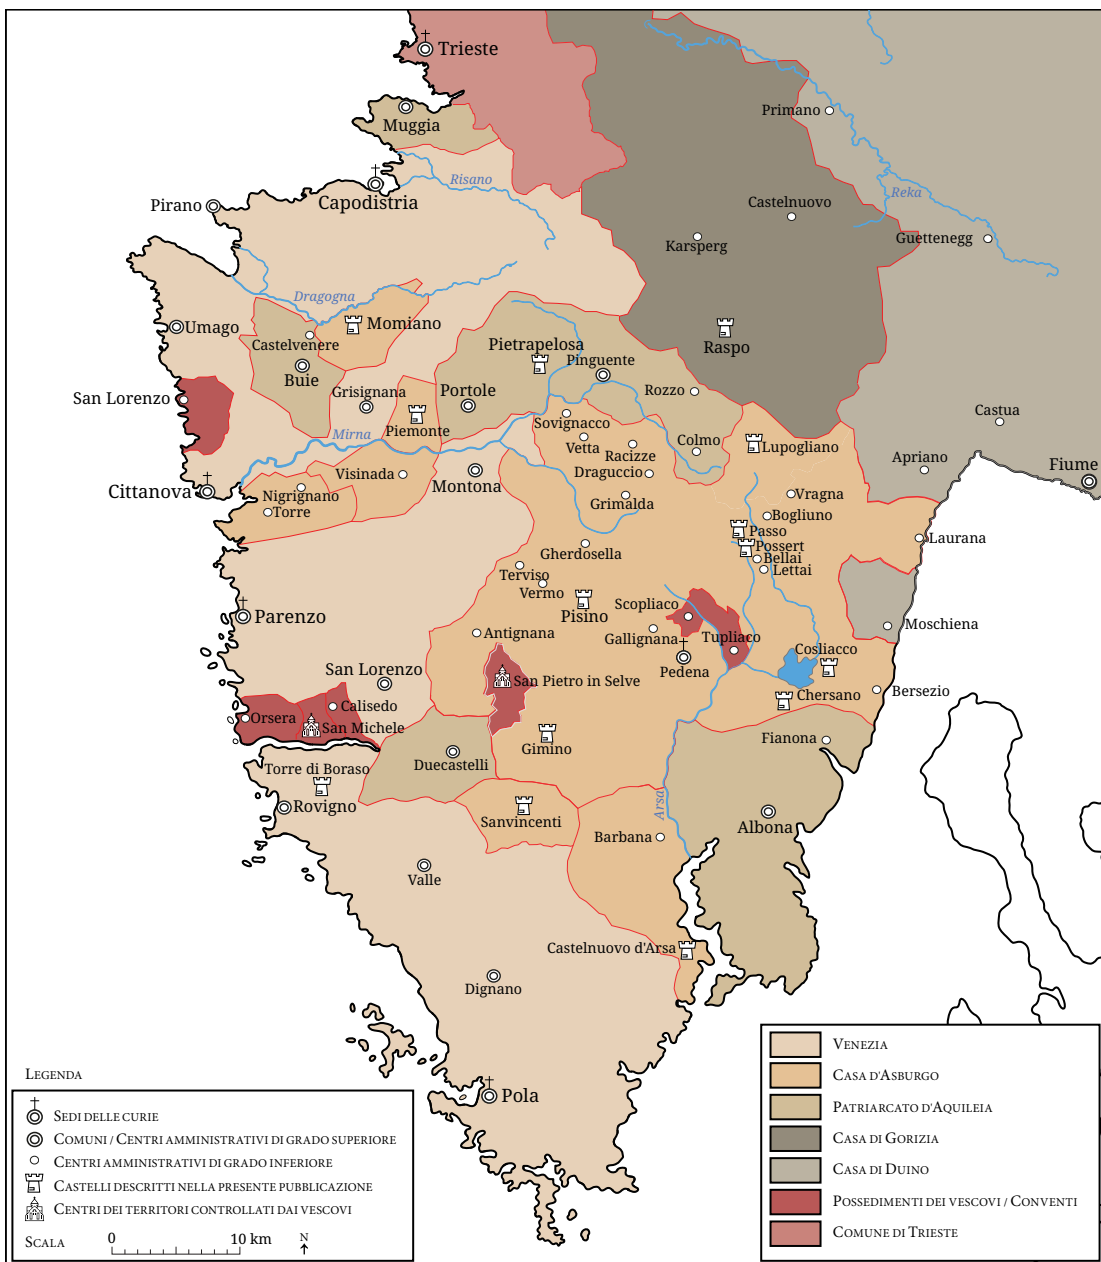 Trieste
Muggia
Primano
Risano
Capodistria
Pirano
Reka
Castelnuovo
Karsperg
Guettenegg
Dragogna
Umago
Momiano
Castelvenere
Pietrapelosa
Raspo
Buie
Pinguente
Grisignana
Portole
Rozzo
San Lorenzo
Piemonte
Sovignacco
Castua
Mirna
Vetta
Colmo
Lupogliano
Racizze
Apriano
Fiume
Visinada
Draguccio
Montona
Cittanova
Nigrignano
Grimalda
Vragna
Torre
Bogliuno
Passo
Laurana
Possert
Gherdosella
Bellai
Lettai
Terviso
Vermo
Scopliaco
Parenzo
Pisino
Moschiena
Antignana
Gallignana
Tupliaco
Cosliacco
San Lorenzo
Pedena
San Pietro in Selve
Chersano
Bersezio
Calisedo
Orsera
San Michele
Fianona
Gimino
Torre di Boraso
Duecastelli
Rovigno
Arsa
Sanvincenti
Albona
Barbana
Valle
Castelnuovo d'Arsa
Dignano
Pola
Legenda
Sedi delle curie
Comuni / Centri amministrativi di grado superiore
Centri amministrativi di grado inferiore
Castelli descritti nella presente pubblicazione
Centri dei territori controllati dai vescovi
Scala
0 10 km N
Venezia
Casa d'Asburgo
Patriarcato d'Aquileia
Casa di Gorizia
Casa di Duino
Possedimenti dei vescovi / Conventi
Comune di Trieste